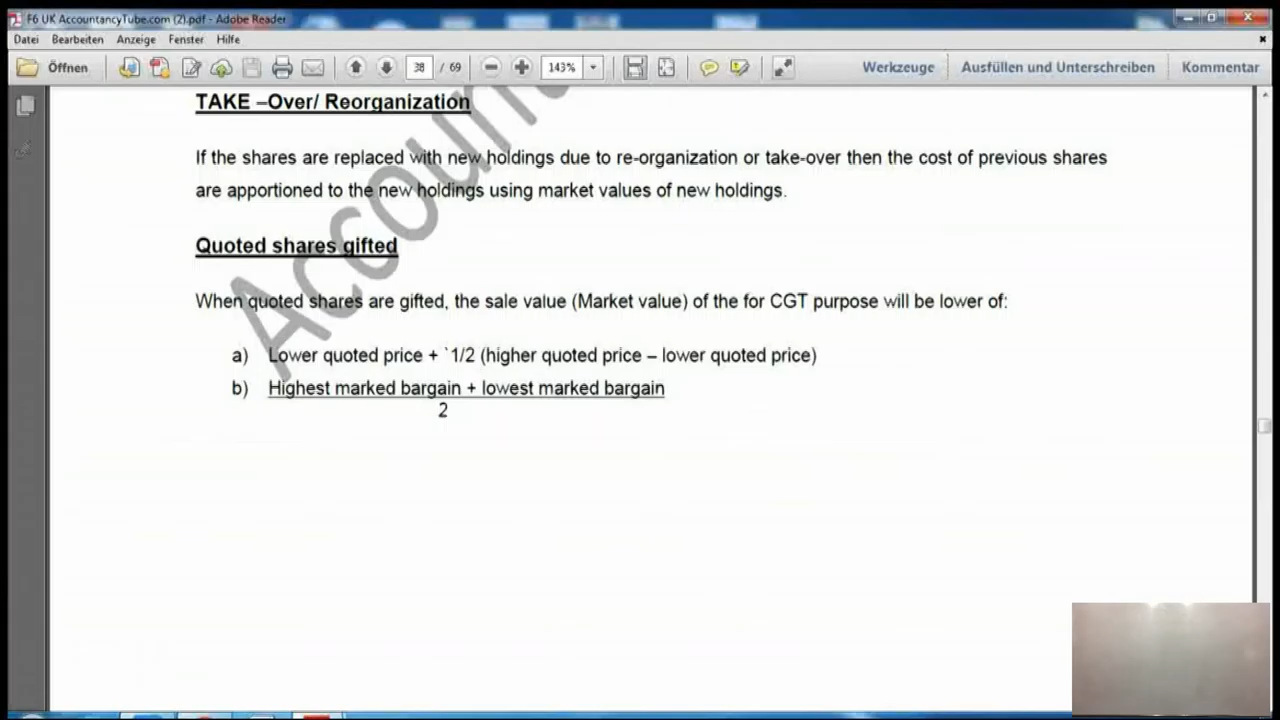 F6 UK AccountancyTube.com (2).pdf - Adobe Reader
Datei Bearbeiten Anzeige Fenster Hilfe
Öffnen 38 / 69 143% Werkzeuge Ausfüllen und Unterschreiben Kommentar
TAKE –Over/ Reorganization
If the shares are replaced with new holdings due to re-organization or take-over then the cost of previous shares
are apportioned to the new holdings using market values of new holdings.
Quoted shares gifted
When quoted shares are gifted, the sale value (Market value) of the for CGT purpose will be lower of:
a) Lower quoted price + `1/2 (higher quoted price – lower quoted price)
b) Highest marked bargain + lowest marked bargain
2
Accountan